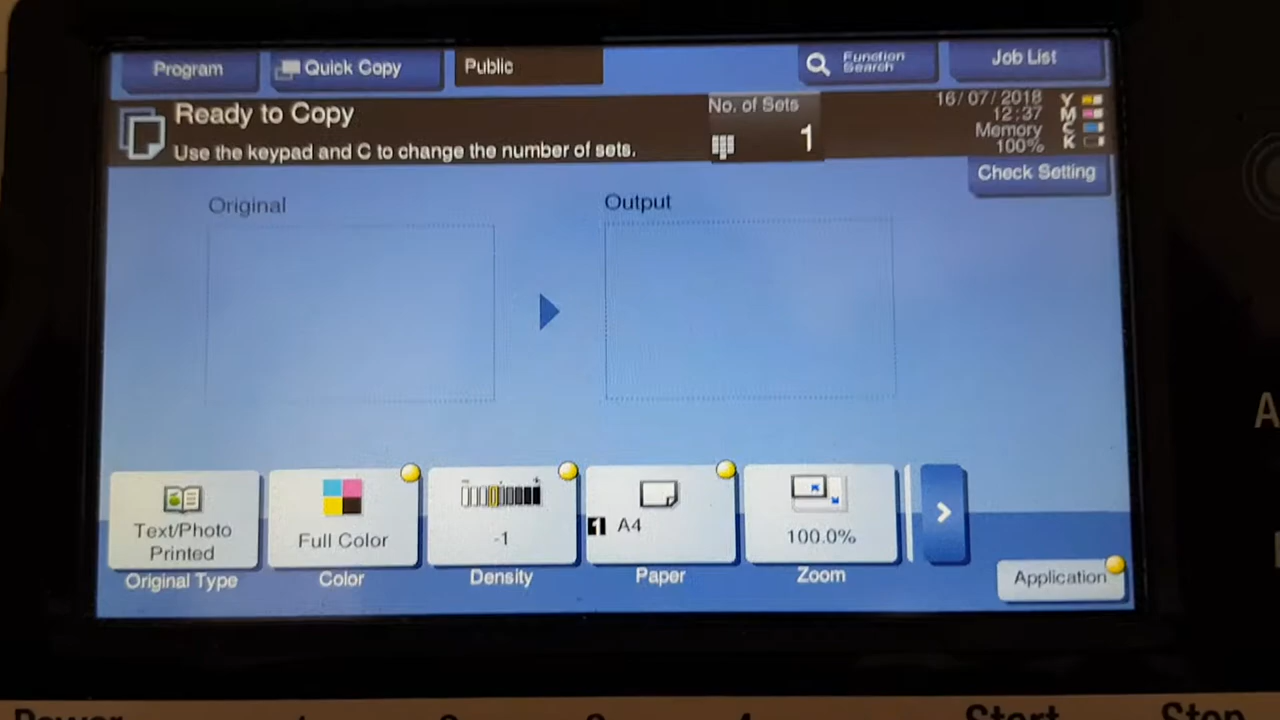 Program
Quick Copy
Public
Function Search
Job List
Ready to Copy
Use the keypad and C to change the number of sets.
No. of Sets
1
16/07/2018
12:37
Memory
100%
Y
M
C
K
Check Setting
Original
Output
Text/Photo
Printed
Original Type
Full Color
Color
-1
Density
1 A4
Paper
100.0%
Zoom
Application
Power
Start
Stop